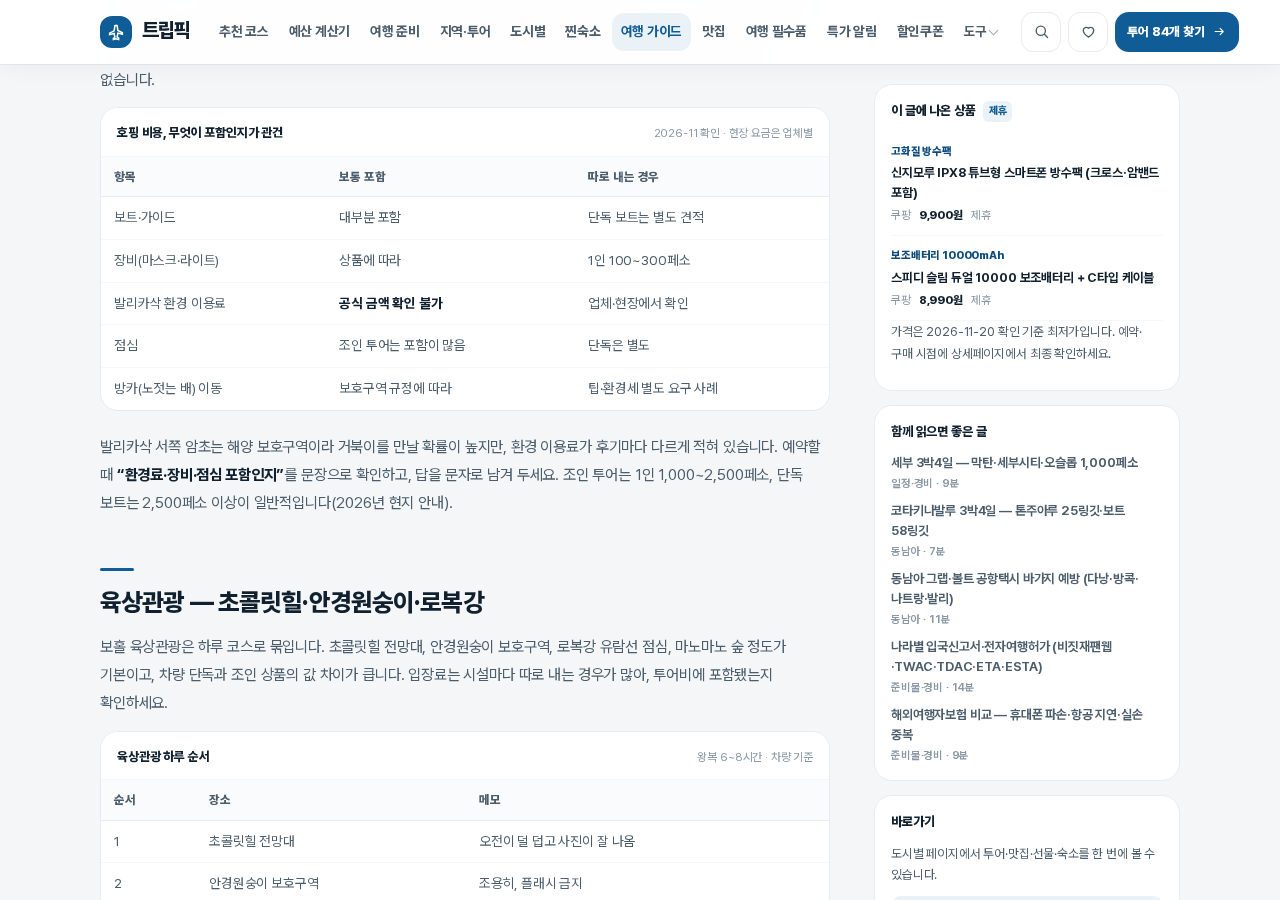 트립픽
추천 코스
예산 계산기
여행 준비
지역·투어
도시별
찐숙소
여행 가이드
맛집
여행 필수품
특가 알림
할인쿠폰
도구
투어 84개 찾기 →
없습니다.
호핑 비용, 무엇이 포함인지가 관건
2026-11 확인 · 현장 요금은 업체별
항목 보통 포함 따로 내는 경우
보트·가이드 대부분 포함 단독 보트는 별도 견적
장비(마스크·라이트) 상품에 따라 1인 100~300페소
발리카삭 환경 이용료 공식 금액 확인 불가 업체·현장에서 확인
점심 조인 투어는 포함이 많음 단독은 별도
방카(노젓는 배) 이동 보호구역 규정에 따라 팁·환경세 별도 요구 사례
발리카삭 서쪽 암초는 해양 보호구역이라 거북이를 만날 확률이 높지만, 환경 이용료가 후기마다 다르게 적혀 있습니다. 예약할
때 “환경료·장비·점심 포함인지”를 문장으로 확인하고, 답을 문자로 남겨 두세요. 조인 투어는 1인 1,000~2,500페소, 단독
보트는 2,500페소 이상이 일반적입니다(2026년 현지 안내).
육상관광 — 초콜릿힐·안경원숭이·로복강
보홀 육상관광은 하루 코스로 묶입니다. 초콜릿힐 전망대, 안경원숭이 보호구역, 로복강 유람선 점심, 마노마노 숲 정도가
기본이고, 차량 단독과 조인 상품의 값 차이가 큽니다. 입장료는 시설마다 따로 내는 경우가 많아, 투어비에 포함됐는지
확인하세요.
육상관광 하루 순서
왕복 6~8시간 · 차량 기준
순서 장소 메모
1 초콜릿힐 전망대 오전이 덜 덥고 사진이 잘 나옴
2 안경원숭이 보호구역 조용히, 플래시 금지
이 글에 나온 상품 제휴
고화질 방수팩
신지모루 IPX8 튜브형 스마트폰 방수팩 (크로스·암밴드
포함)
쿠팡 9,900원 제휴
보조배터리 10000mAh
스피디 슬림 듀얼 10000 보조배터리 + C타입 케이블
쿠팡 8,990원 제휴
가격은 2026-11-20 확인 기준 최저가입니다. 예약·
구매 시점에 상세페이지에서 최종 확인하세요.
함께 읽으면 좋은 글
세부 3박4일 — 막탄·세부시티·오슬롭 1,000페소
일정·경비 · 9분
코타키나발루 3박4일 — 톤주아루 25링깃·보트
58링깃
동남아 · 7분
동남아 그랩·볼트 공항택시 바가지 예방 (다낭·방콕·
나트랑·발리)
동남아 · 11분
나라별 입국신고서·전자여행허가 (비짓재팬웹
·TWAC·TDAC·ETA·ESTA)
준비물·경비 · 14분
해외여행자보험 비교 — 휴대폰 파손·항공 지연·실손
중복
준비물·경비 · 9분
바로가기
도시별 페이지에서 투어·맛집·선물·숙소를 한 번에 볼 수
있습니다.